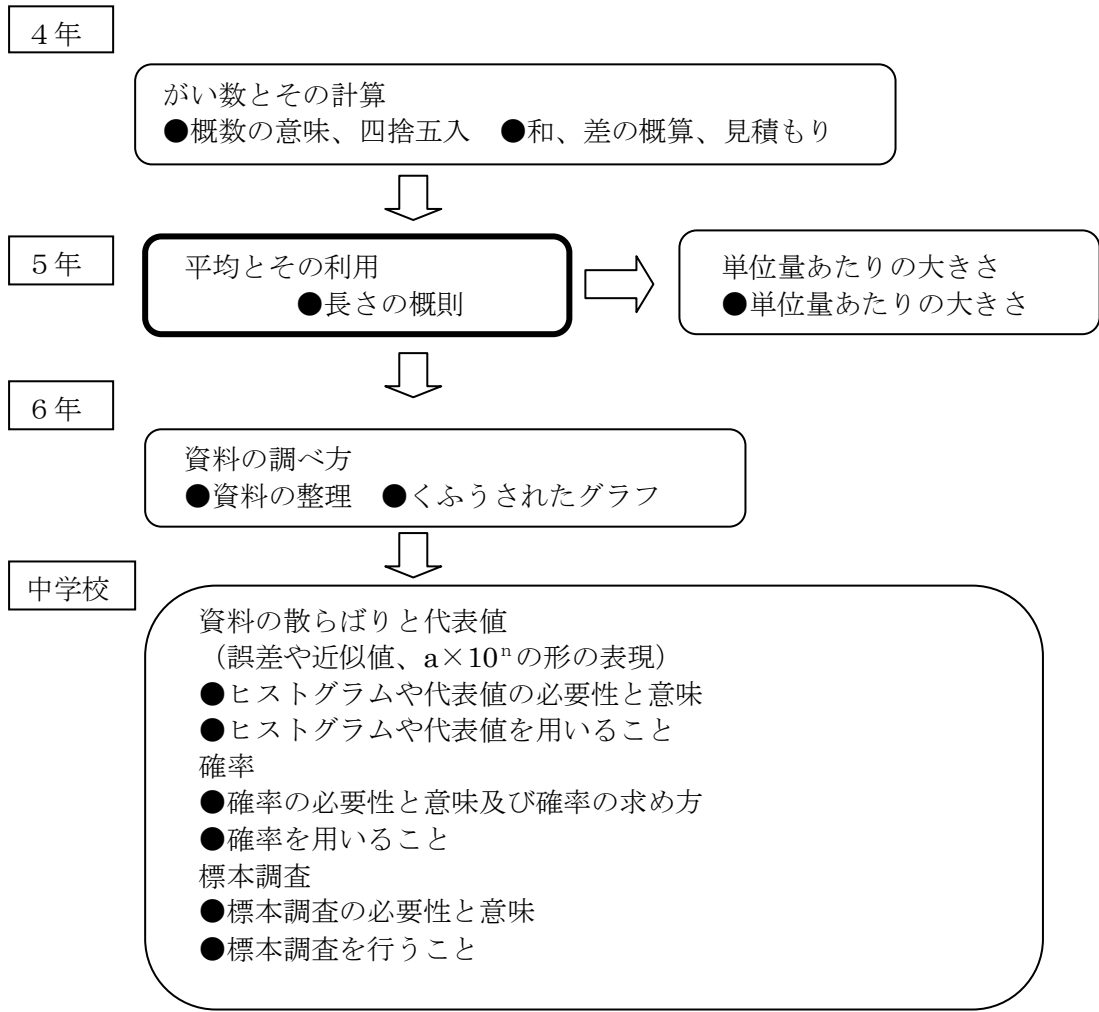 ４年
がい数とその計算
●概数の意味、四捨五入　●和、差の概算、見積もり
５年
平均とその利用
●長さの概則
単位量あたりの大きさ
●単位量あたりの大きさ
６年
資料の調べ方
●資料の整理　●くふうされたグラフ
中学校
資料の散らばりと代表値
（誤差や近似値、a×10ⁿの形の表現）
●ヒストグラムや代表値の必要性と意味
●ヒストグラムや代表値を用いること
確率
●確率の必要性と意味及び確率の求め方
●確率を用いること
標本調査
●標本調査の必要性と意味
●標本調査を行うこと